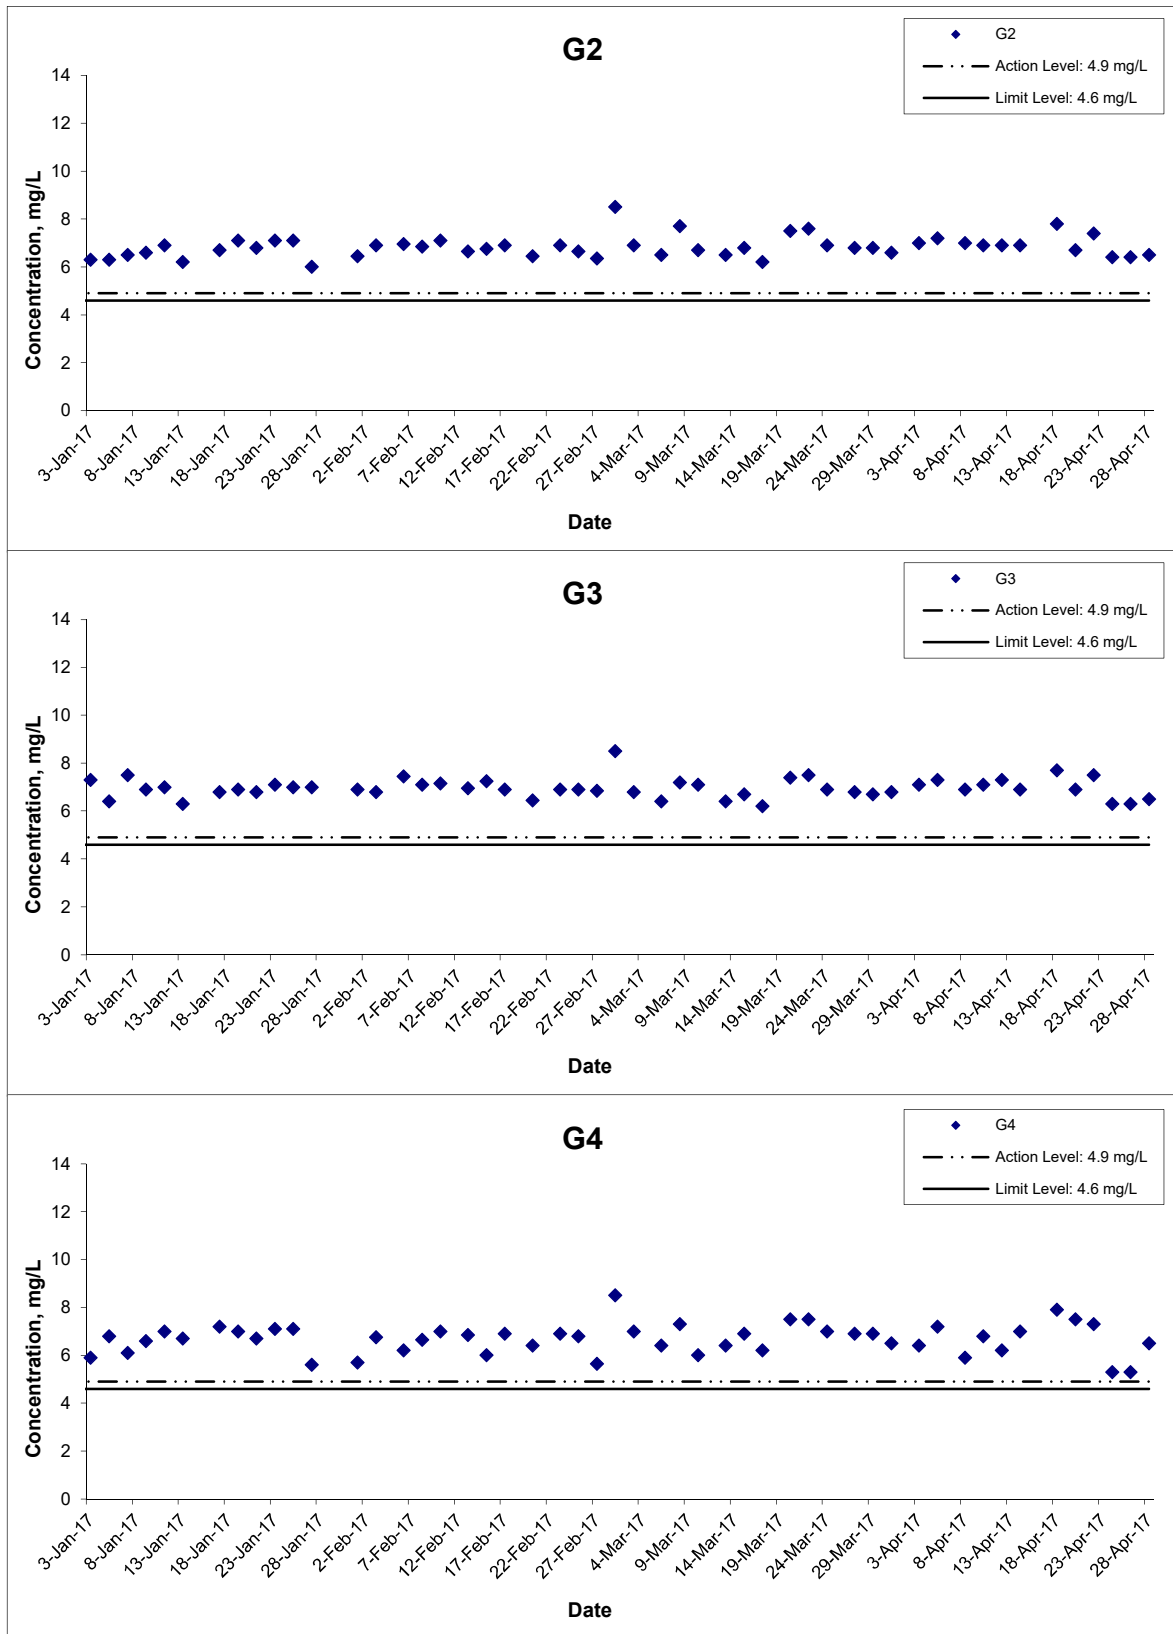 G2
G2
Action Level: 4.9 mg/L
Limit Level: 4.6 mg/L
Concentration, mg/L
14
12
10
8
6
4
2
0
3-Jan-17
8-Jan-17
13-Jan-17
18-Jan-17
23-Jan-17
28-Jan-17
2-Feb-17
7-Feb-17
12-Feb-17
17-Feb-17
22-Feb-17
27-Feb-17
4-Mar-17
9-Mar-17
14-Mar-17
19-Mar-17
24-Mar-17
29-Mar-17
3-Apr-17
8-Apr-17
13-Apr-17
18-Apr-17
23-Apr-17
28-Apr-17
Date
G3
G3
Action Level: 4.9 mg/L
Limit Level: 4.6 mg/L
Concentration, mg/L
14
12
10
8
6
4
2
0
3-Jan-17
8-Jan-17
13-Jan-17
18-Jan-17
23-Jan-17
28-Jan-17
2-Feb-17
7-Feb-17
12-Feb-17
17-Feb-17
22-Feb-17
27-Feb-17
4-Mar-17
9-Mar-17
14-Mar-17
19-Mar-17
24-Mar-17
29-Mar-17
3-Apr-17
8-Apr-17
13-Apr-17
18-Apr-17
23-Apr-17
28-Apr-17
Date
G4
G4
Action Level: 4.9 mg/L
Limit Level: 4.6 mg/L
Concentration, mg/L
14
12
10
8
6
4
2
0
3-Jan-17
8-Jan-17
13-Jan-17
18-Jan-17
23-Jan-17
28-Jan-17
2-Feb-17
7-Feb-17
12-Feb-17
17-Feb-17
22-Feb-17
27-Feb-17
4-Mar-17
9-Mar-17
14-Mar-17
19-Mar-17
24-Mar-17
29-Mar-17
3-Apr-17
8-Apr-17
13-Apr-17
18-Apr-17
23-Apr-17
28-Apr-17
Date